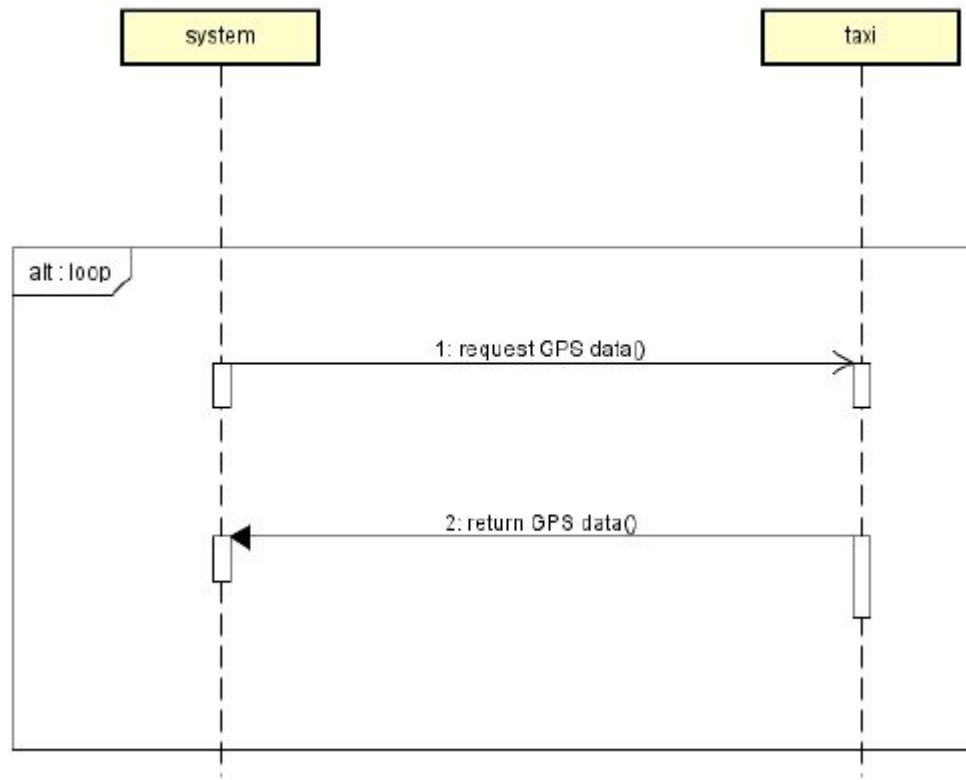 system
taxi
alt : loop
1: request GPS data()
2: return GPS data()